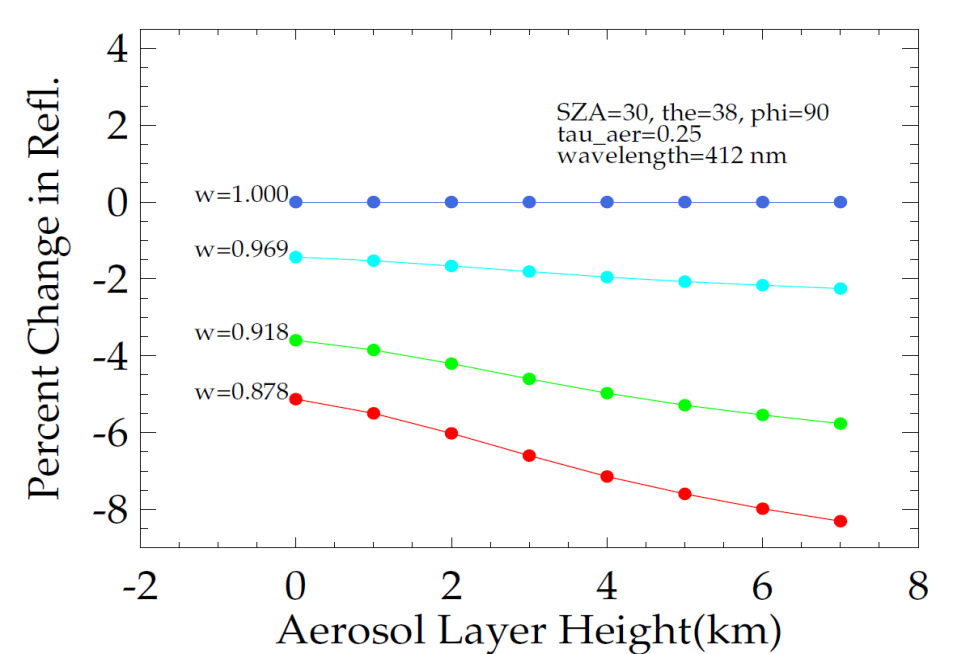 4
SZA=30, the=38, phi=90
2
tau_aer=0.25
wavelength=412 nm
0
w=1.000
w=0.969
-2
w=0.918
-4
w=0.878
-6
-8
Percent Change in Refl.
-2 0 2 4 6 8
Aerosol Layer Height(km)